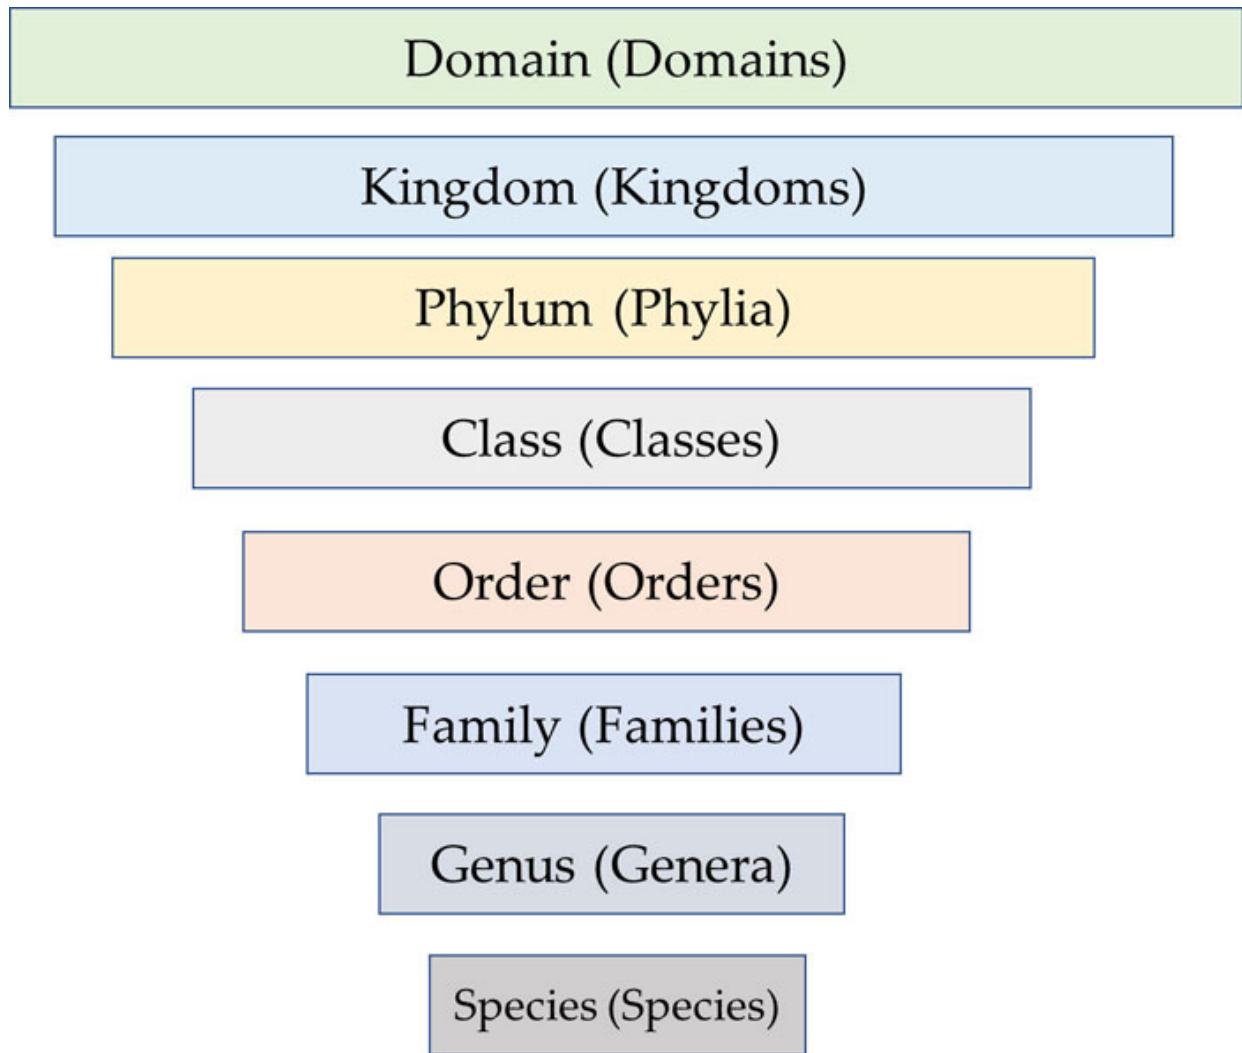 Domain (Domains)
Kingdom (Kingdoms)
Phylum (Phylia)
Class (Classes)
Order (Orders)
Family (Families)
Genus (Genera)
Species (Species)